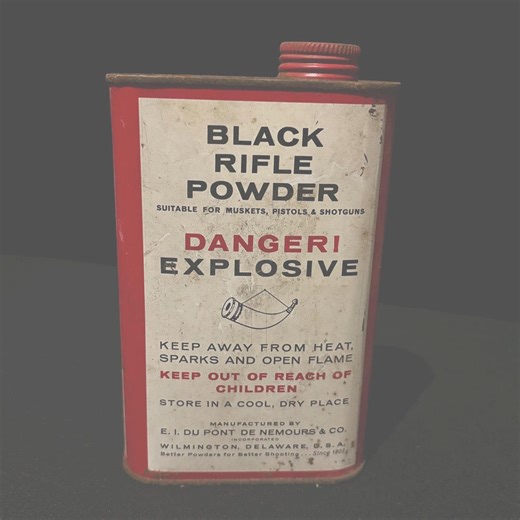 BLACK
RIFLE
POWDER
SUITABLE FOR MUSKETS, PISTOLS & SHOTGUNS
DANGER!
EXPLOSIVE
KEEP AWAY FROM HEAT,
SPARKS AND OPEN FLAME
KEEP OUT OF REACH OF
CHILDREN
STORE IN A COOL, DRY PLACE
MANUFACTURED BY
E. I. DU PONT DE NEMOURS & CO.
INCORPORATED
WILMINGTON, DELAWARE, U. S. A.
Better Powders for Better Shooting . . . Since